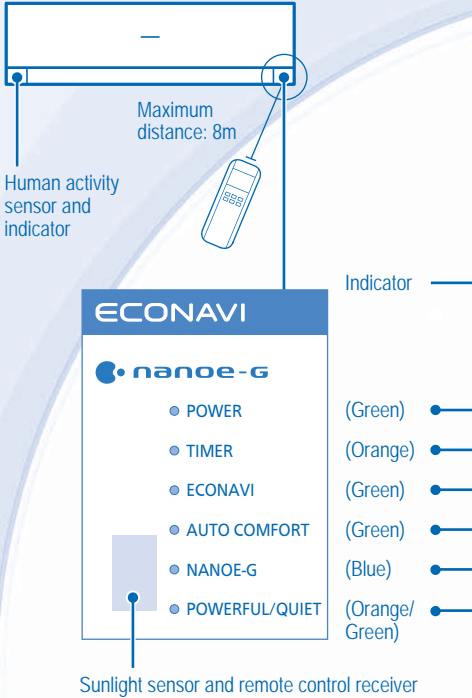 Maximum
distance: 8m
Human activity
sensor and
indicator
Indicator
ECONAVI
nanoe-G
POWER (Green)
TIMER (Orange)
ECONAVI (Green)
AUTO COMFORT (Green)
NANOE-G (Blue)
POWERFUL/QUIET (Orange/
Green)
Sunlight sensor and remote control receiver